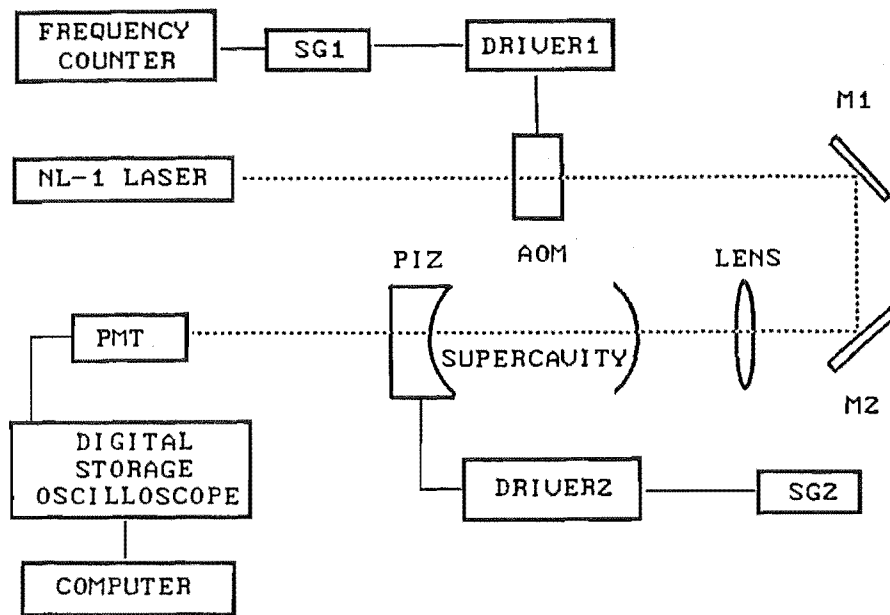 FREQUENCY
COUNTER
SG1
DRIVER1
M1
NL-1 LASER
AOM
PIZ
LENS
PMT
SUPERCAVITY
M2
DIGITAL
STORAGE
OSCILLOSCOPE
DRIVER2
SG2
COMPUTER